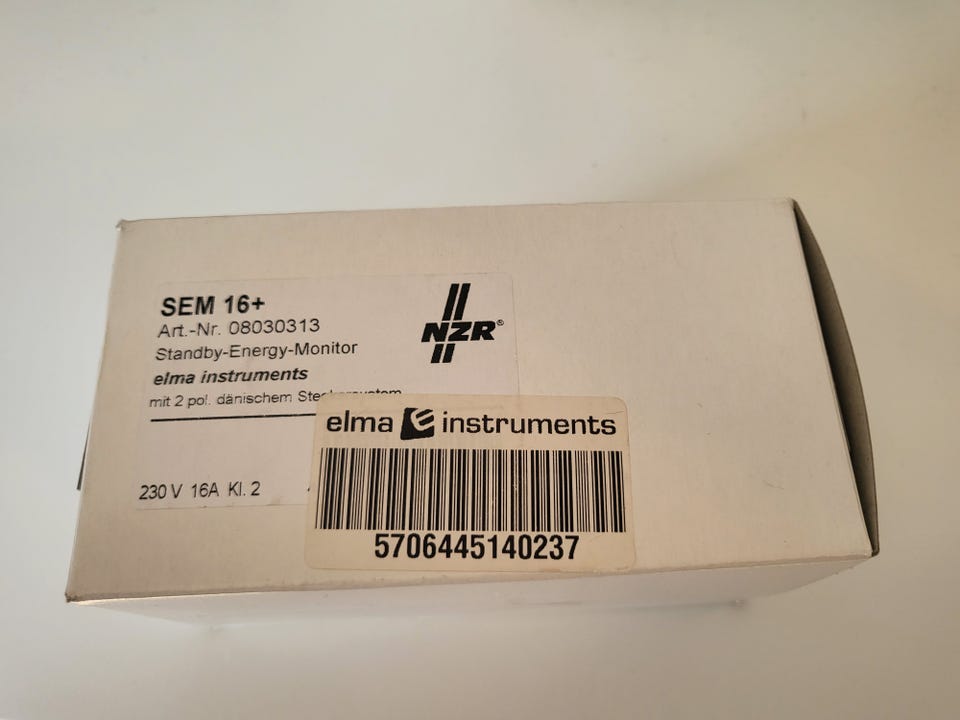 SEM 16+
Art.-Nr. 08030313
Standby-Energy-Monitor
elma instruments
mit 2 pol. dänischem
230 V 16A Kl. 2
NZR®
elma instruments
5706445140237